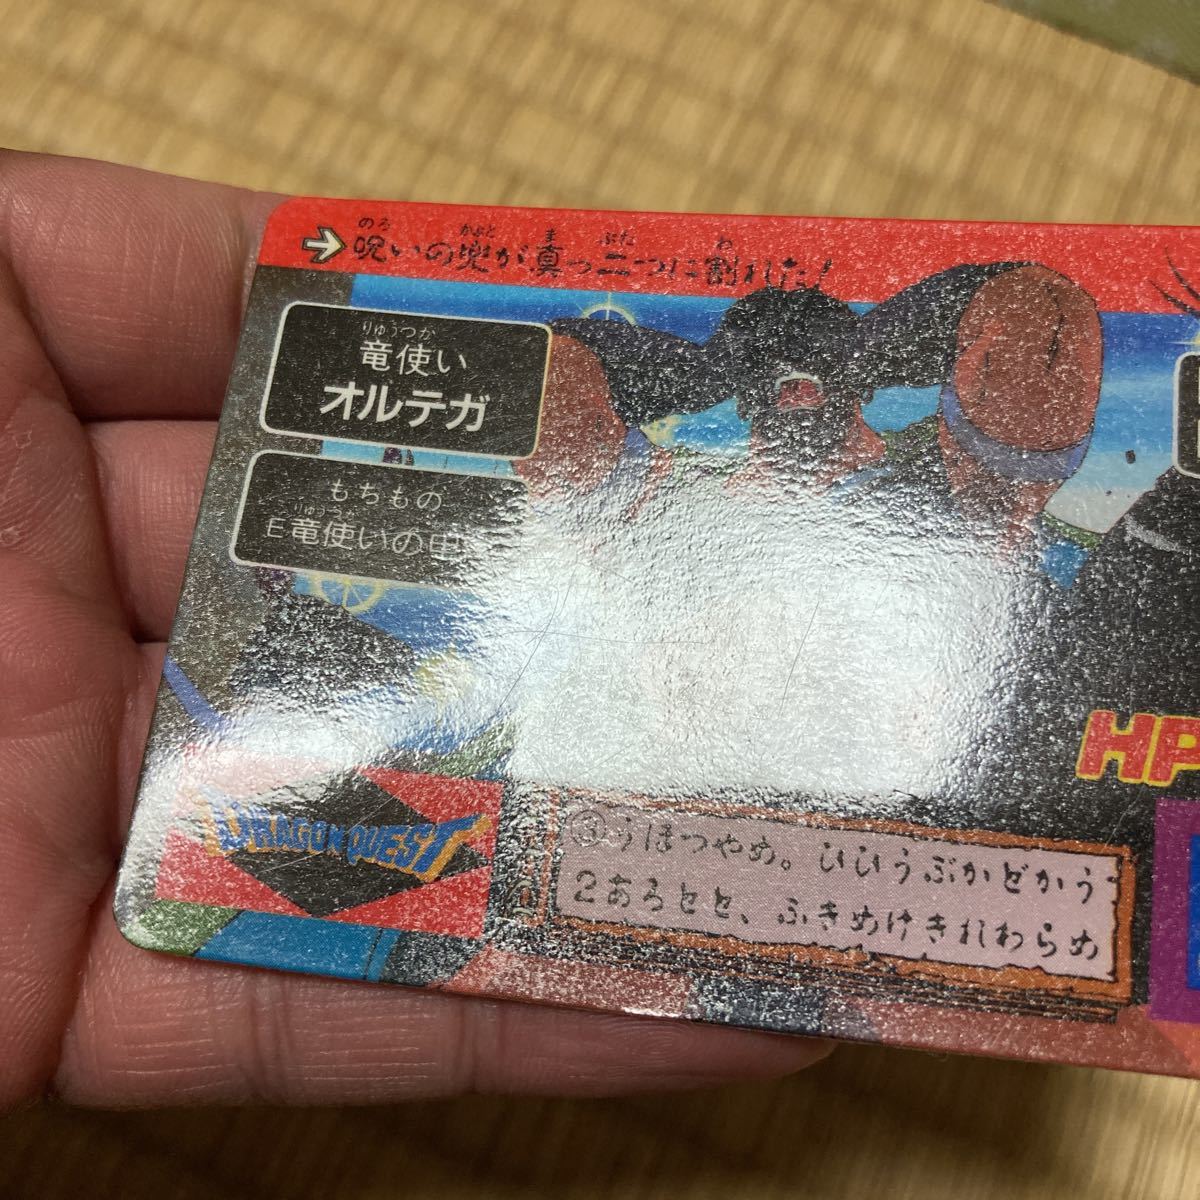 呪いの兜が真っ二つに割れた!
竜使い
オルテガ
もちもの
E竜使いの
HP
DRAGON QUEST
③うほつやめ。ひひうぶかどかう
2あろとと、ふきめけきれわらめ